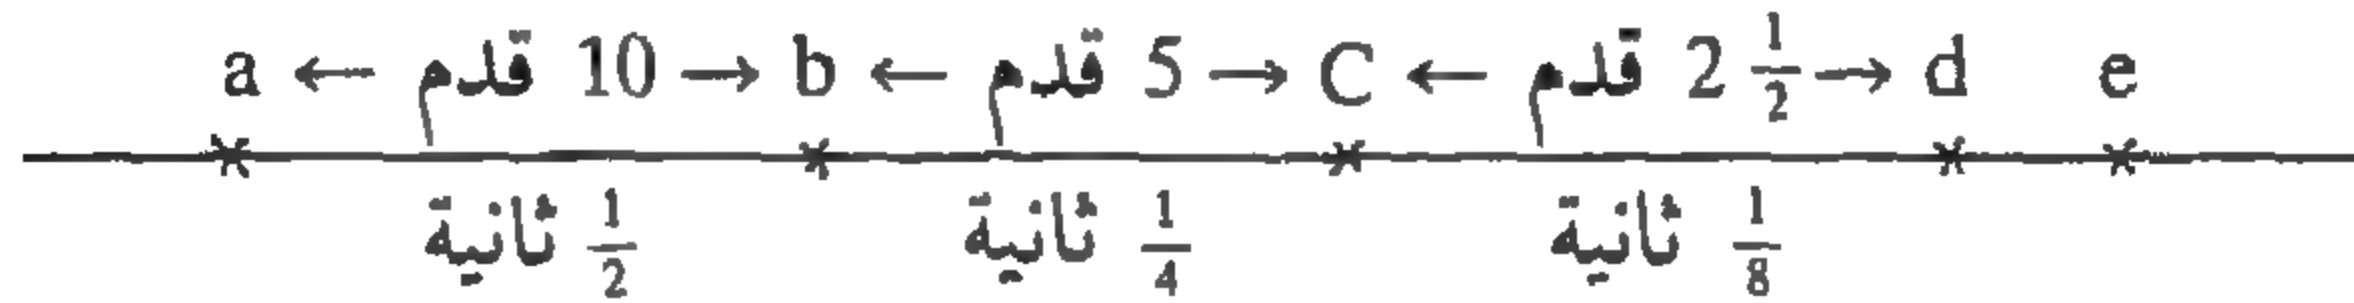 a ← 10 قدم → b ← 5 قدم → C ← 2 1/2 قدم → d e
1/2 ثانية 1/4 ثانية 1/8 ثانية